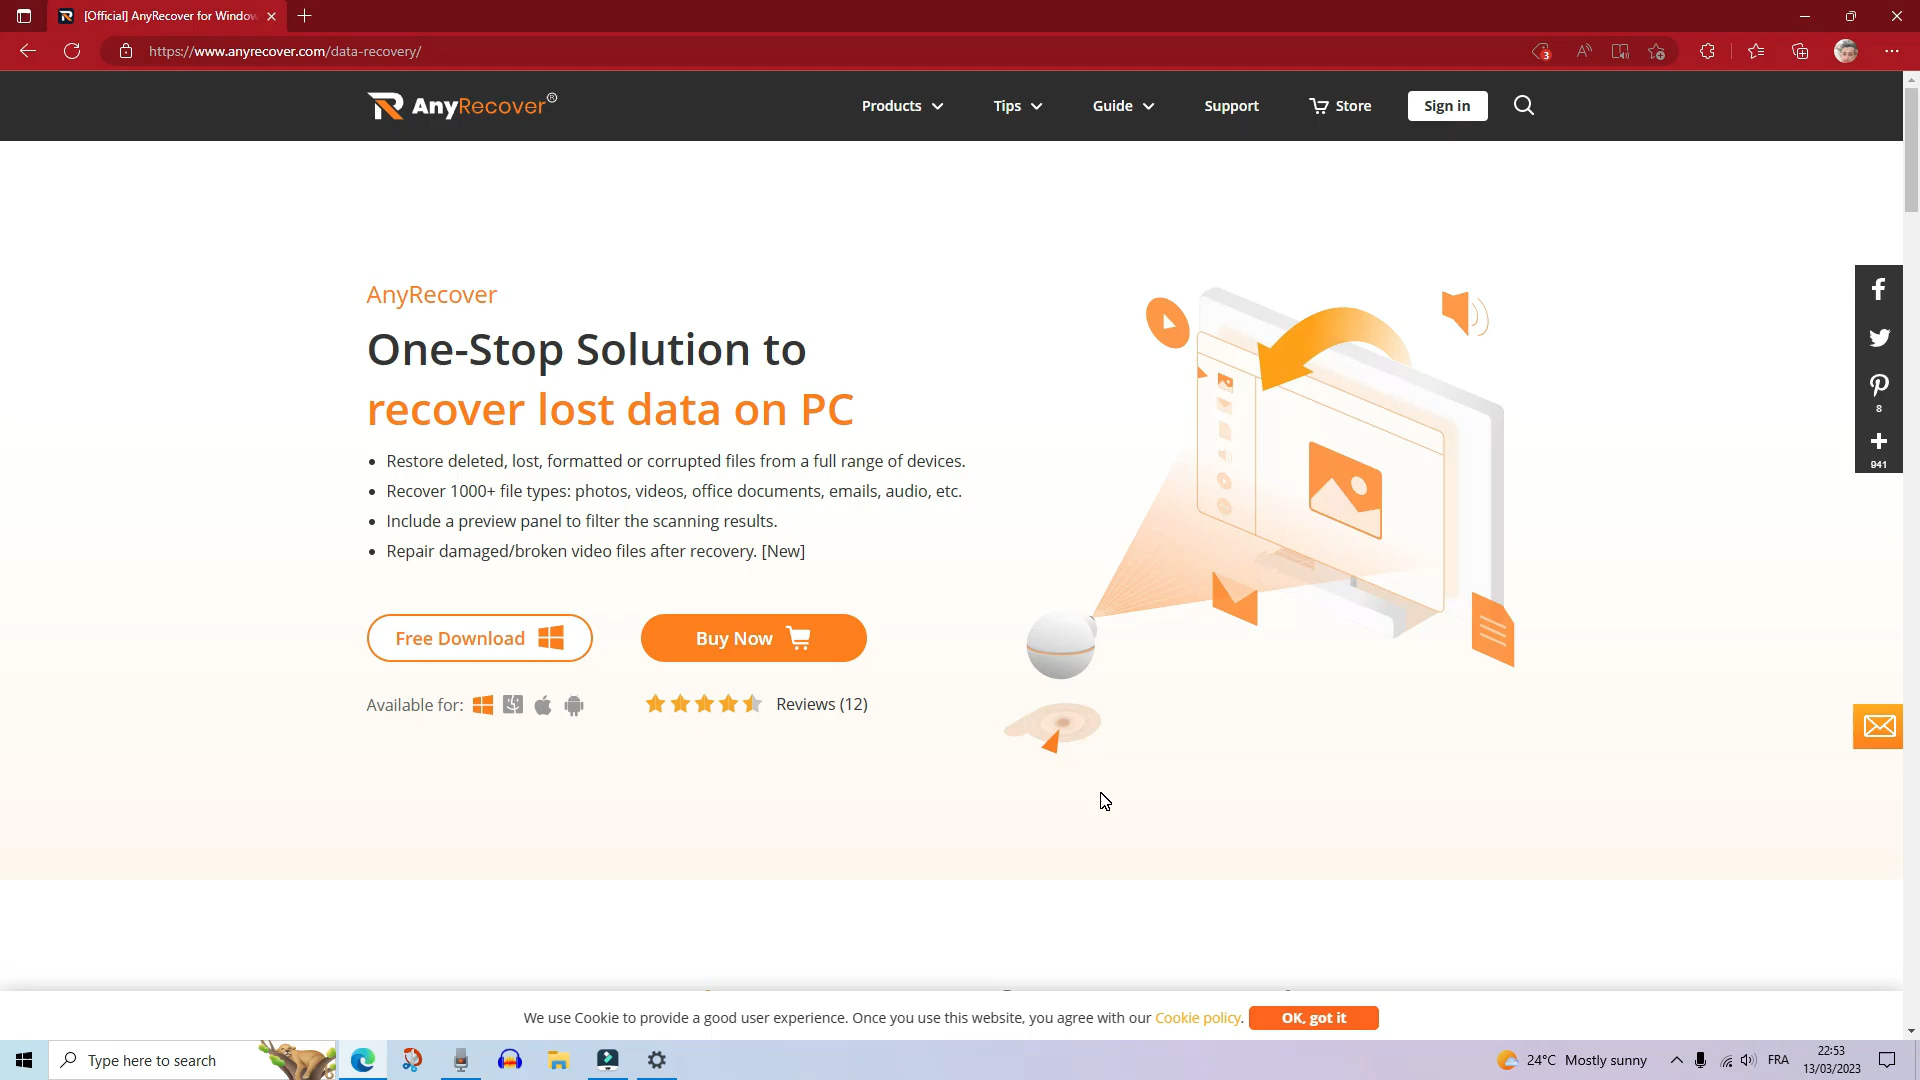 [Official] AnyRecover for Window
https://www.anyrecover.com/data-recovery/
3
AnyRecover®
Products
Tips
Guide
Support
Store
Sign in
AnyRecover
One-Stop Solution to
recover lost data on PC
Restore deleted, lost, formatted or corrupted files from a full range of devices.
Recover 1000+ file types: photos, videos, office documents, emails, audio, etc.
Include a preview panel to filter the scanning results.
Repair damaged/broken video files after recovery. [New]
Free Download
Buy Now
Available for:
Reviews (12)
8
941
We use Cookie to provide a good user experience. Once you use this website, you agree with our Cookie policy.
OK, got it
Type here to search
24°C Mostly sunny
FRA
22:53
13/03/2023